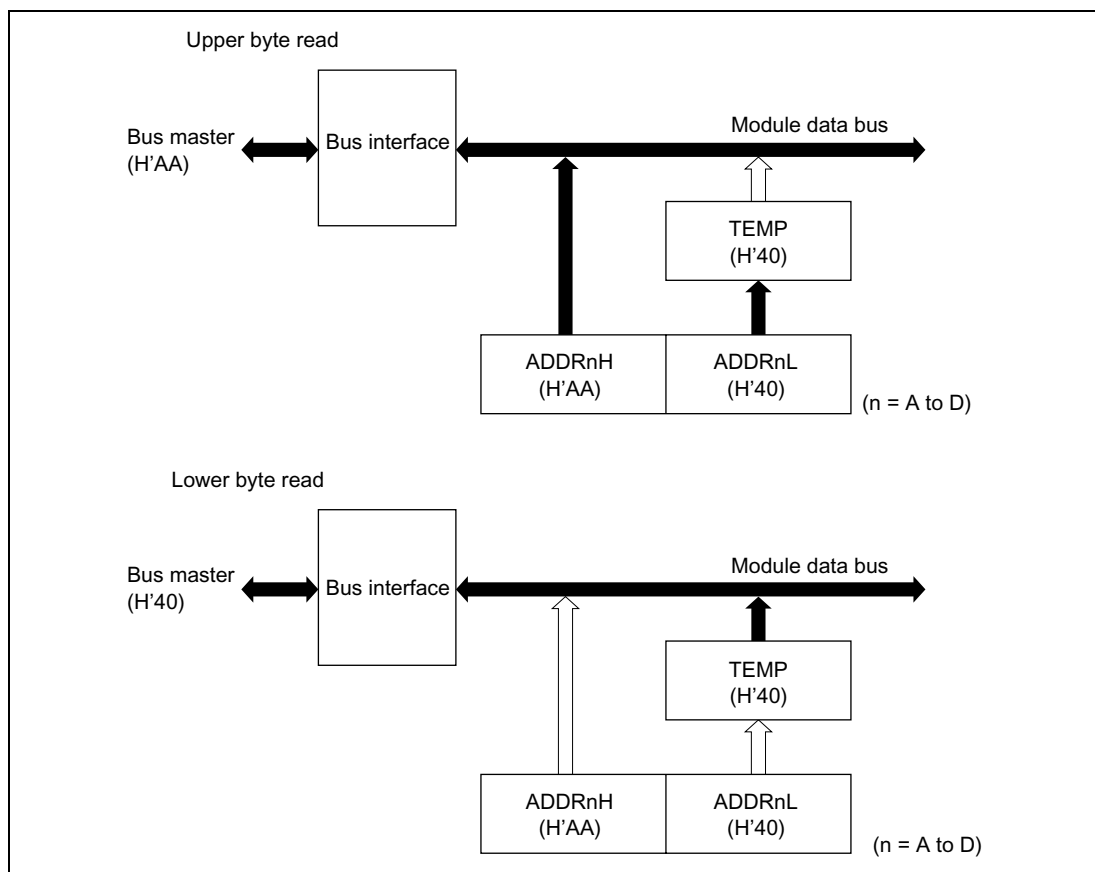 Upper byte read
Bus master
(H'AA)
Bus interface
Module data bus
TEMP
(H'40)
ADDRnH
(H'AA)
ADDRnL
(H'40)
(n = A to D)
Lower byte read
Bus master
(H'40)
Bus interface
Module data bus
TEMP
(H'40)
ADDRnH
(H'AA)
ADDRnL
(H'40)
(n = A to D)